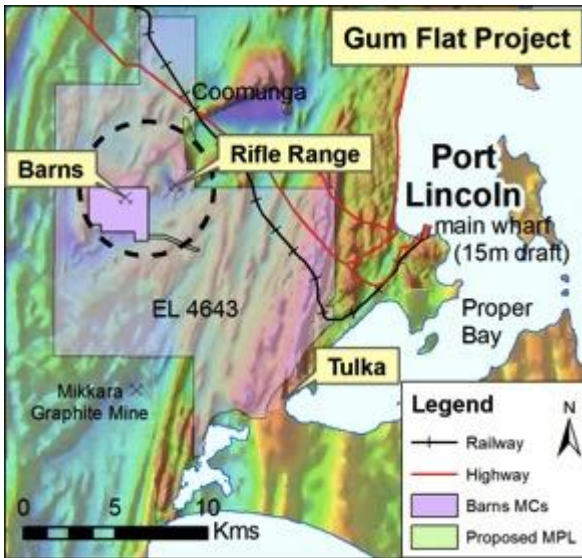 Gum Flat Project
Coomunga
Barns
Rifle Range
Port
Lincoln
main wharf
(15m draft)
EL 4643
Proper
Bay
Tulka
Mikkara
Graphite Mine
Legend
N
Railway
Highway
Barns MCs
Proposed MPL
0 5 10
Kms